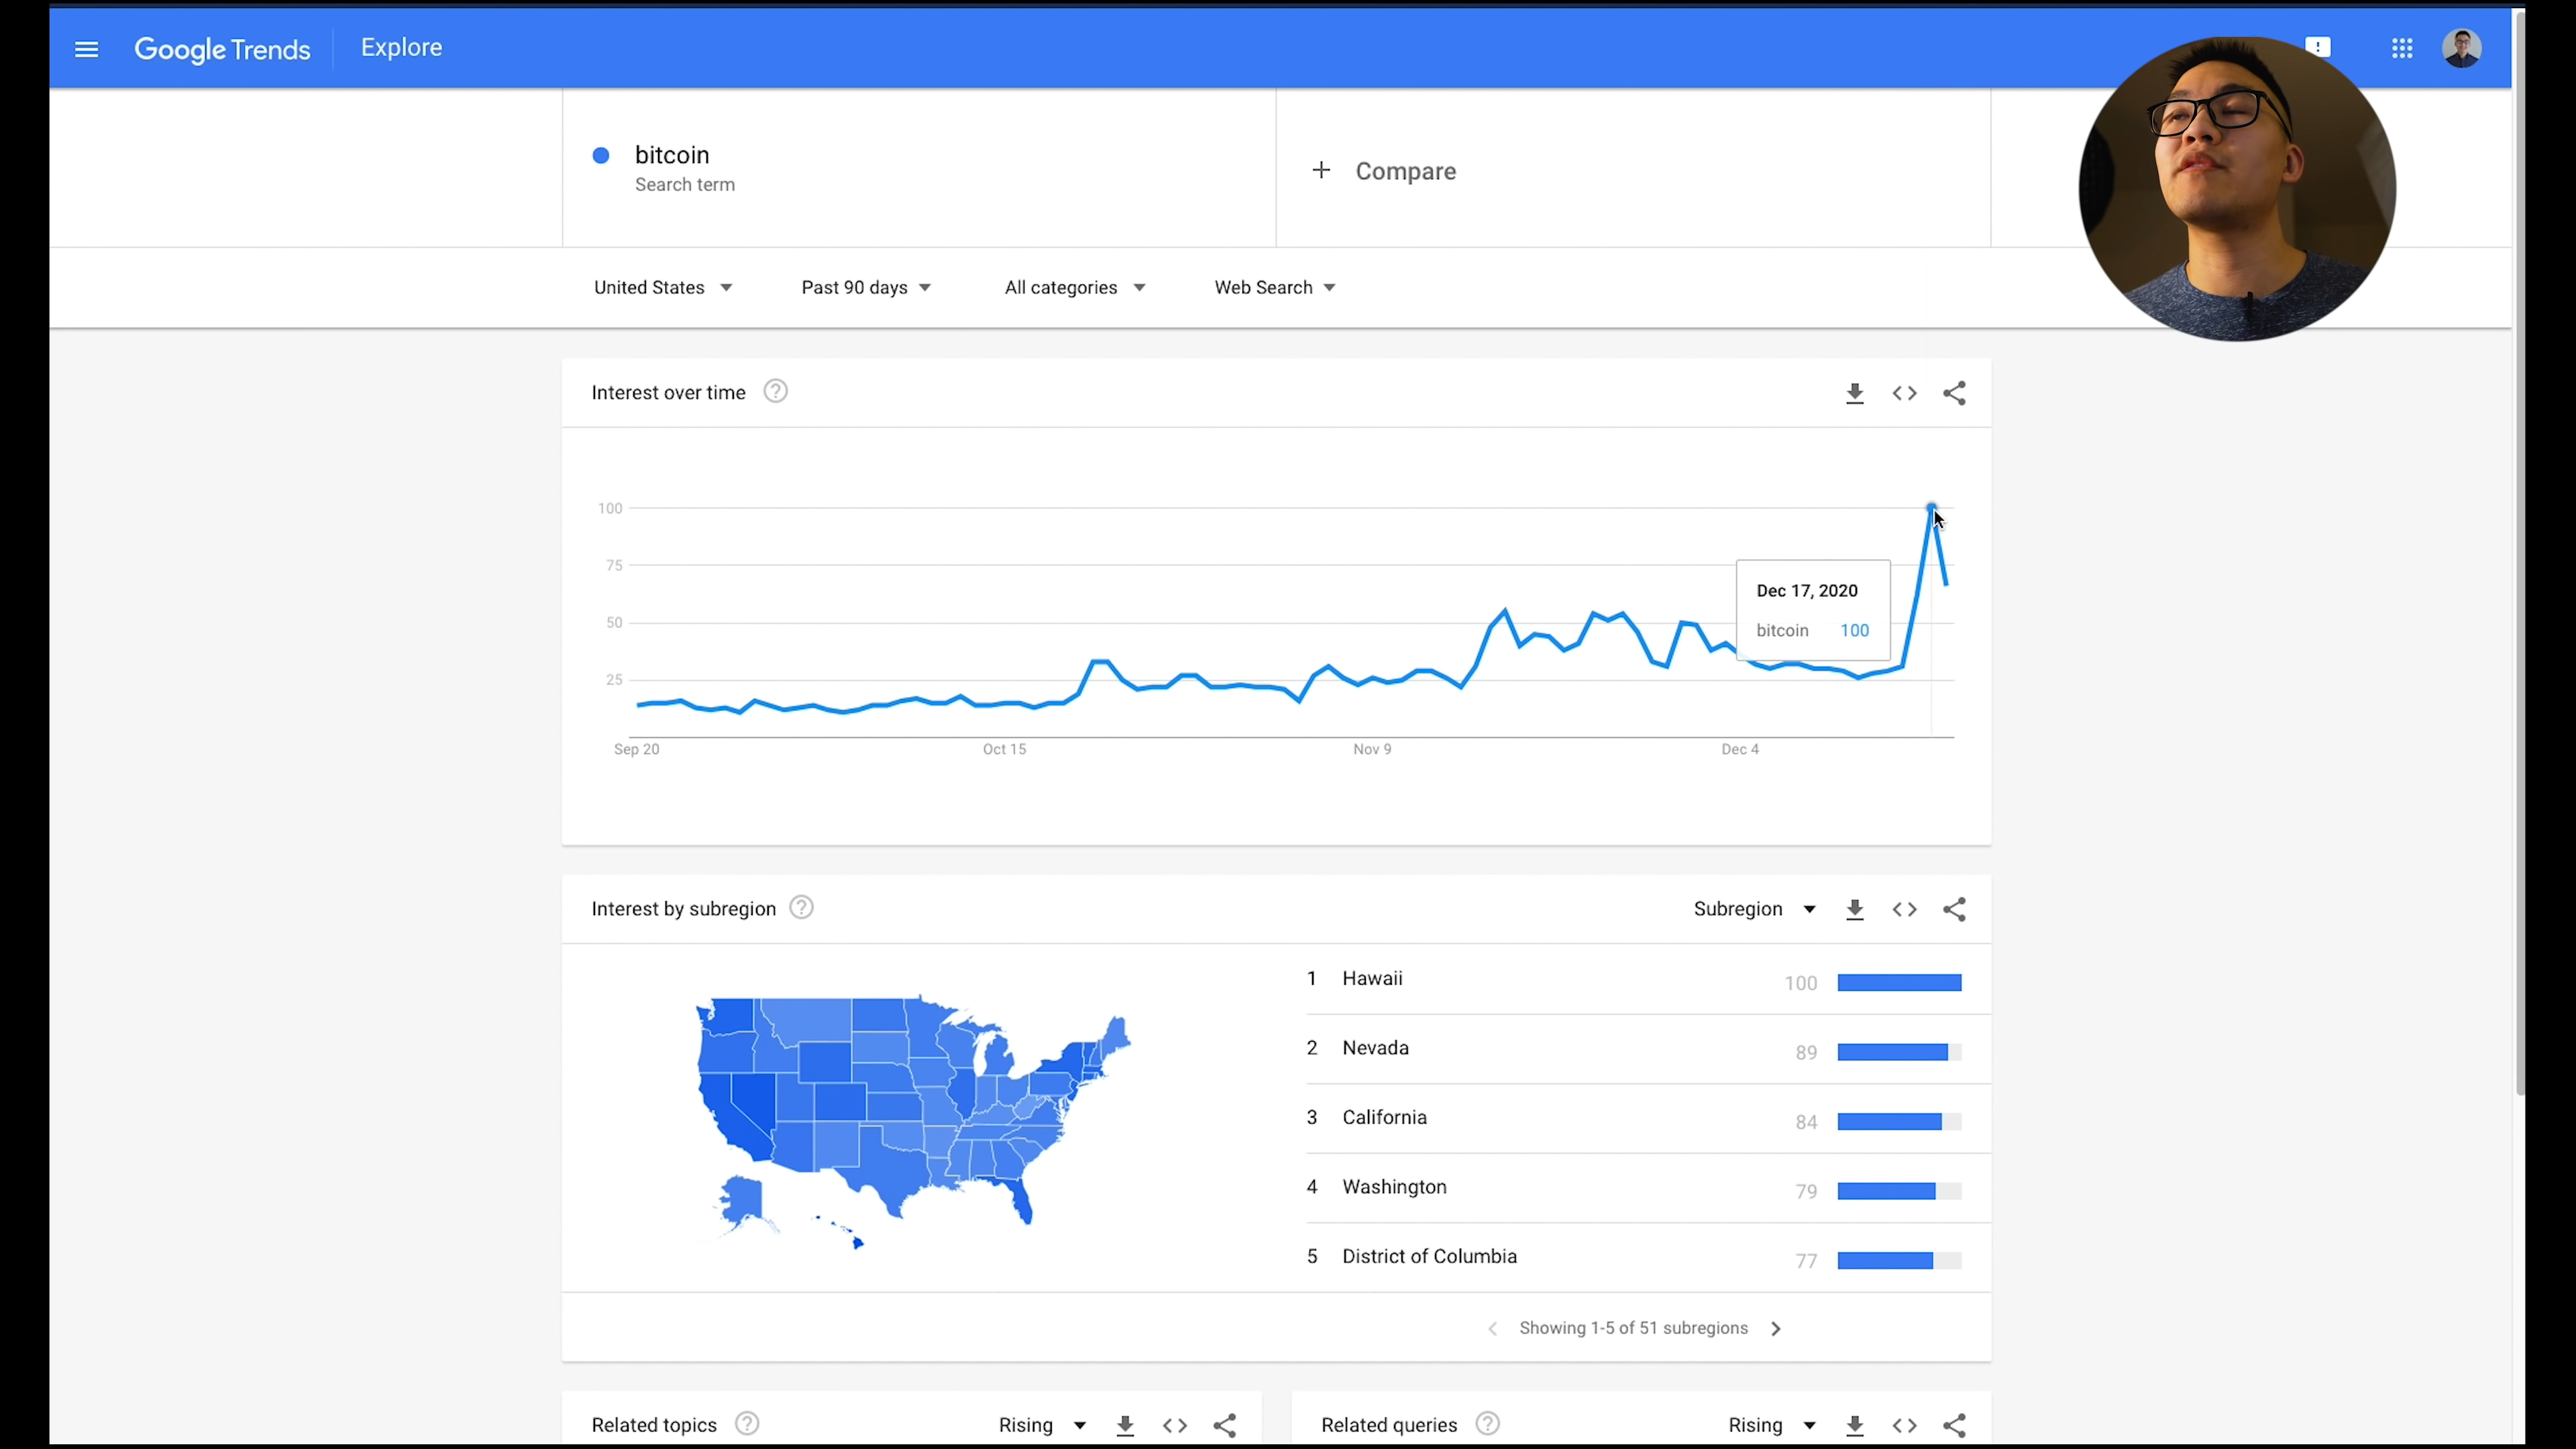 Google Trends
Explore
!
bitcoin
Search term
+ Compare
United States
Past 90 days
All categories
Web Search
Interest over time ?
100
75
50
25
Dec 17, 2020
bitcoin 100
Sep 20
Oct 15
Nov 9
Dec 4
Interest by subregion ?
Subregion
1 Hawaii 100
2 Nevada 89
3 California 84
4 Washington 79
5 District of Columbia 77
Showing 1-5 of 51 subregions
Related topics ?
Rising
Related queries ?
Rising